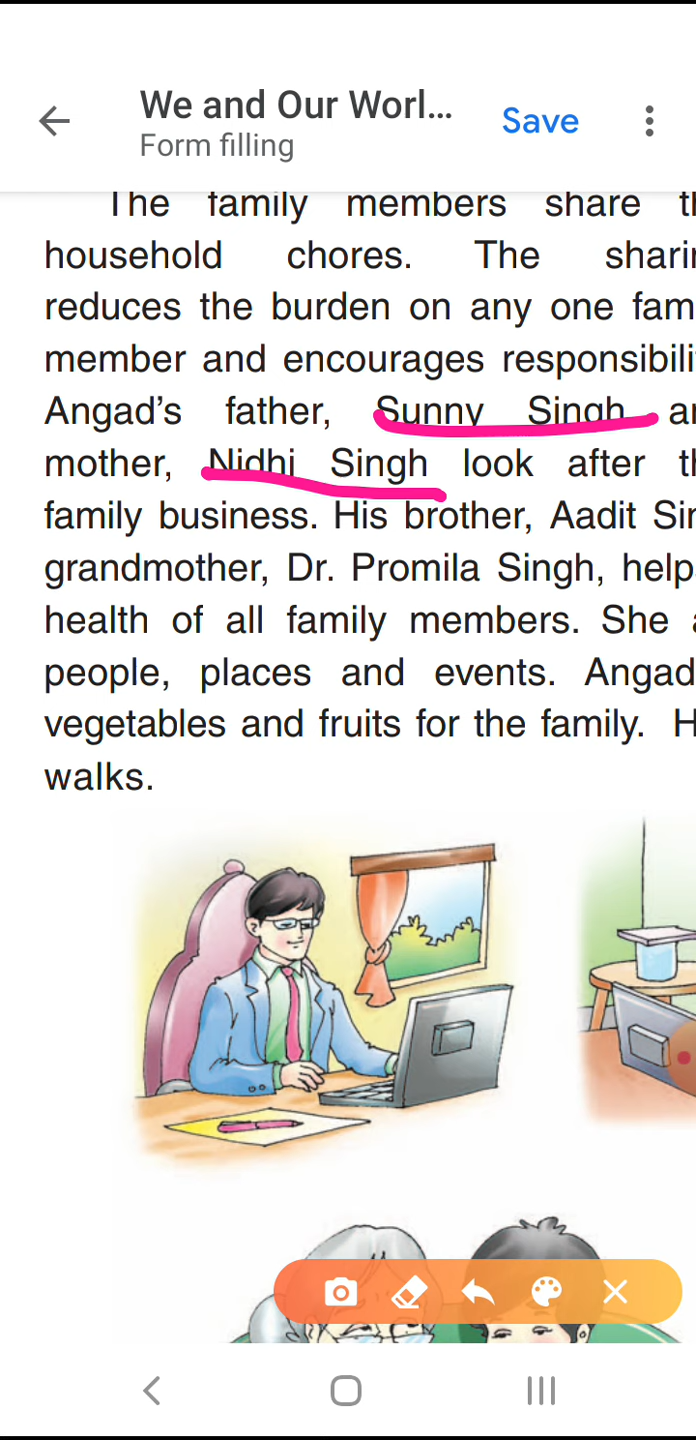 We and Our Worl...
Save
Form filling
The family members share
household chores. The
reduces the burden on any one
member and encourages
Angad's father, Sunny Singh
mother, Nidhi Singh look after
family business. His brother, Aadit
grandmother, Dr. Promila Singh,
health of all family members. She
people, places and events. Angad
vegetables and fruits for the family.
walks.